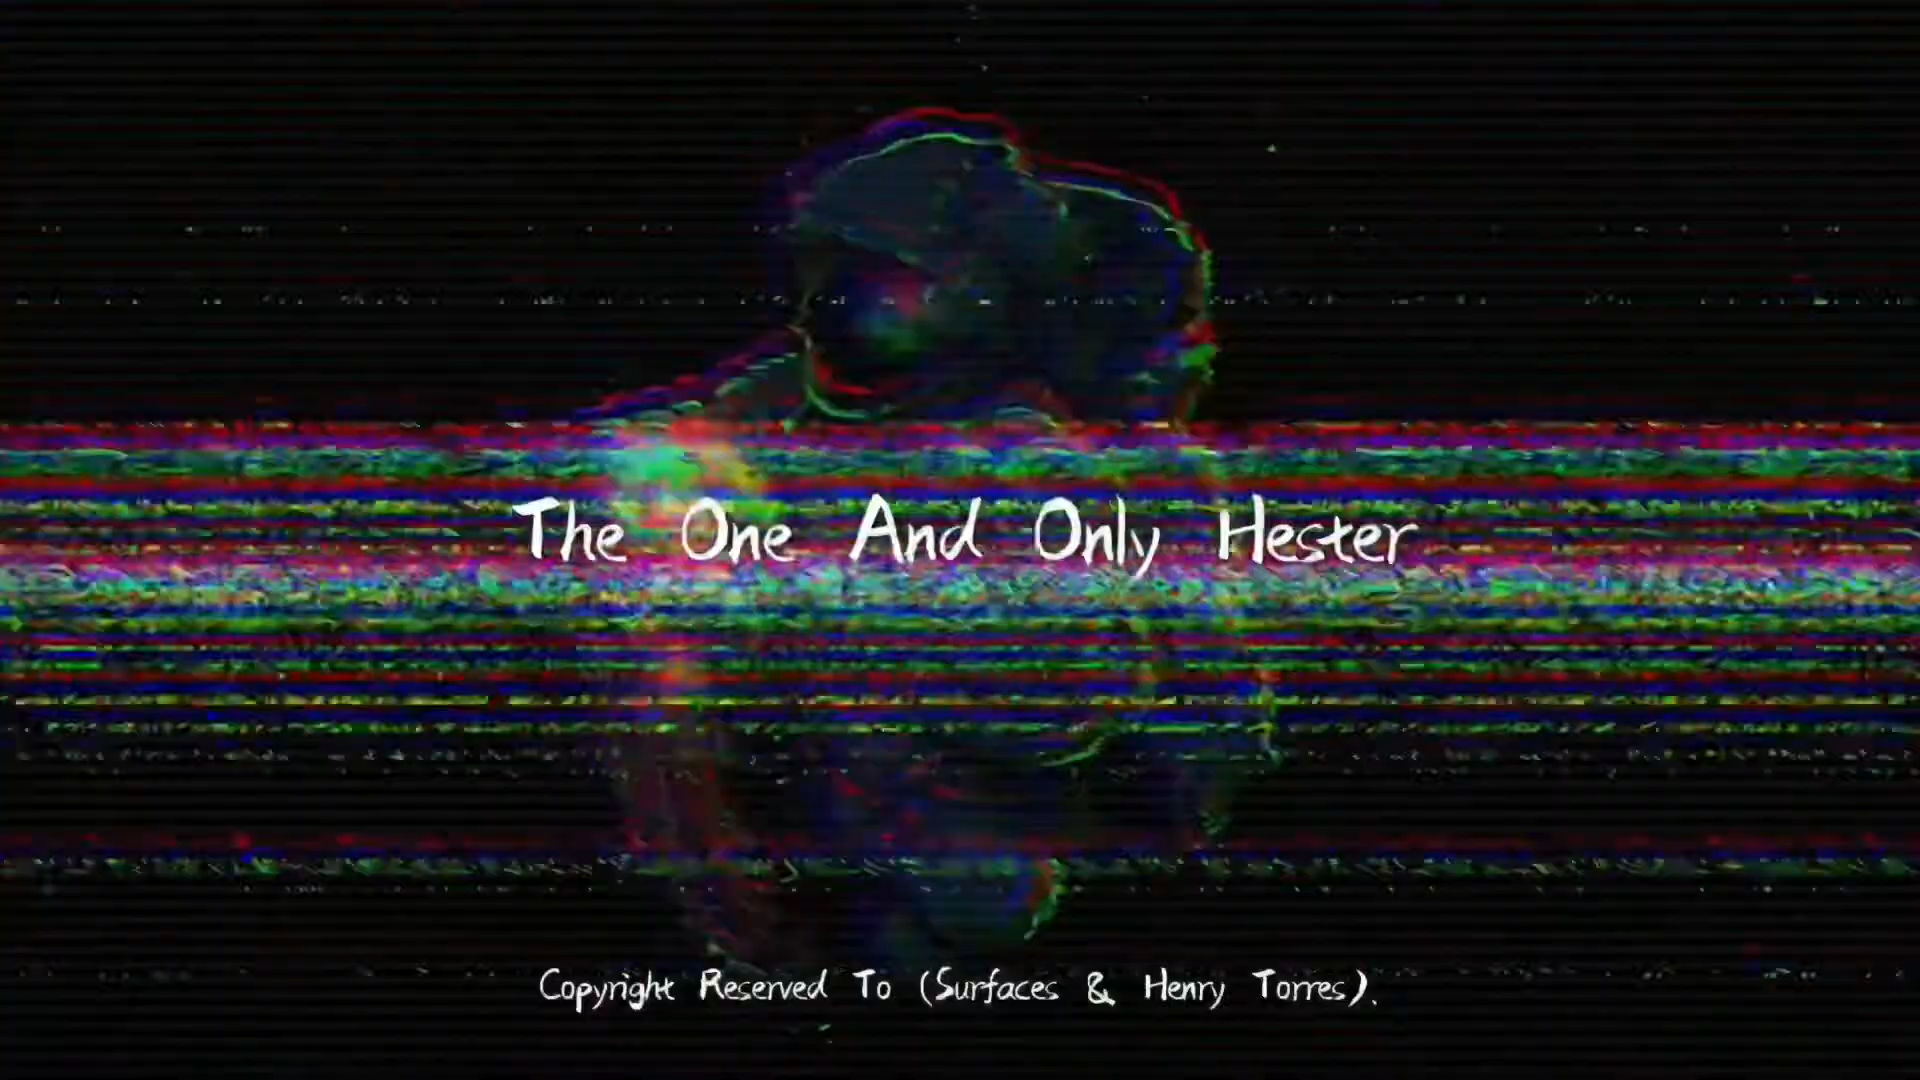 The One And Only Hester
Copyright Reserved To (Surfaces & Henry Torres).